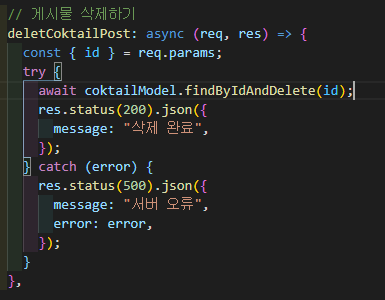 // 게시물 삭제하기
deletCoktailPost: async (req, res) => {
const { id } = req.params;
try {
await coktailModel.findByIdAndDelete(id);
res.status(200).json({
message: "삭제 완료",
});
} catch (error) {
res.status(500).json({
message: "서버 오류",
error: error,
});
}
},